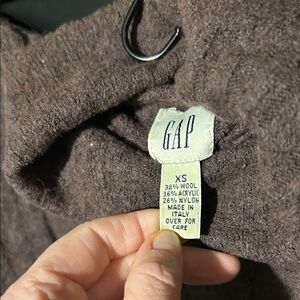 GAP
XS
38% WOOL
36% ACRYLIC
26% NYLON
MADE IN
ITALY
OVER FOR
CARE